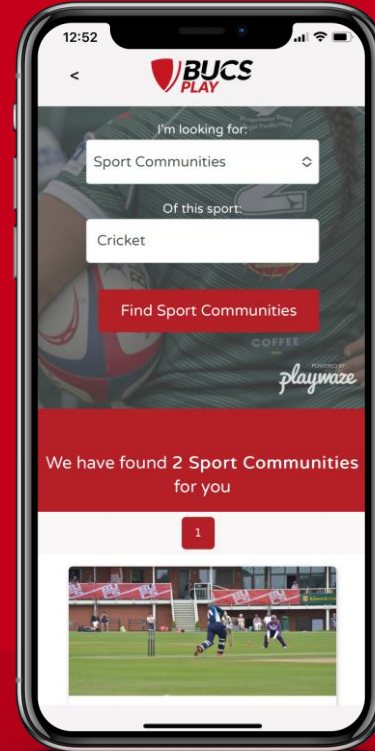 12:52
<
BUCS
PLAY
I'm looking for:
Sport Communities
Of this sport:
Cricket
Find Sport Communities
COFFEE
POWERED BY
playwaze
We have found 2 Sport Communities
for you
1